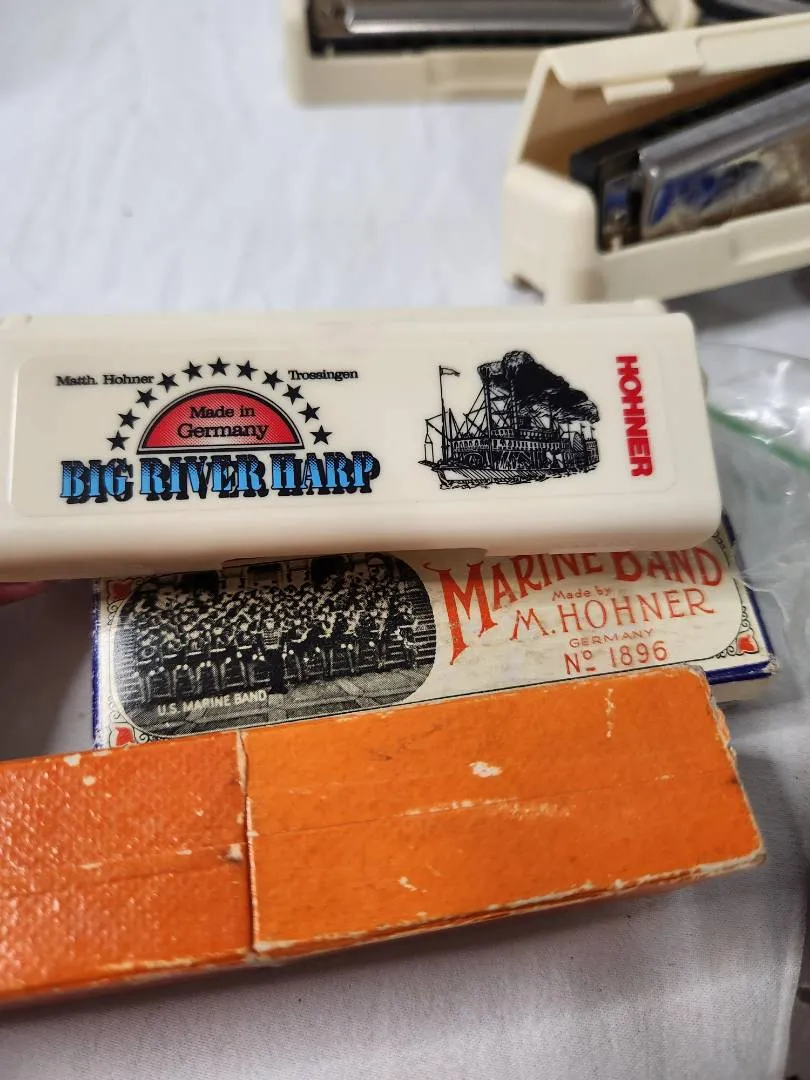 Matth. Hohner Trossingen
Made in
Germany
BIG RIVER HARP
HOHNER
MARINE BAND
Made by
M. HOHNER
GERMANY
Nº 1896
U.S. MARINE BAND